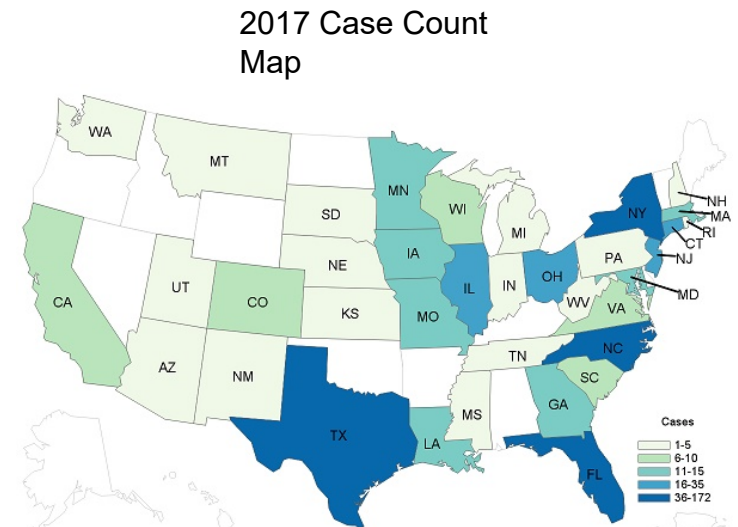 2017 Case Count
Map
WA
MT
SD
MN
WI
MI
NY
NH
MA
RI
CT
NJ
PA
MD
NE
IA
IL
IN
OH
WV
VA
CA
UT
CO
KS
MO
NC
TN
SC
AZ
NM
MS
GA
TX
LA
FL
Cases
1-5
6-10
11-15
16-35
36-172